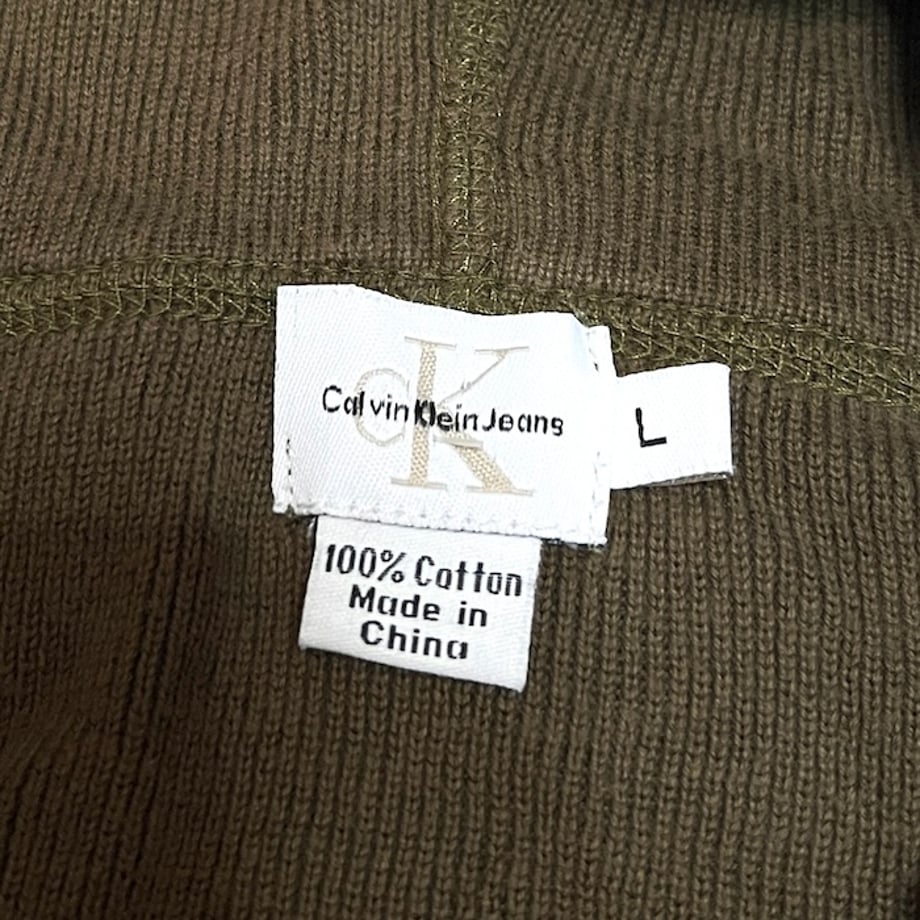 cK
Calvin Klein Jeans
L
100% Cotton
Made in
China